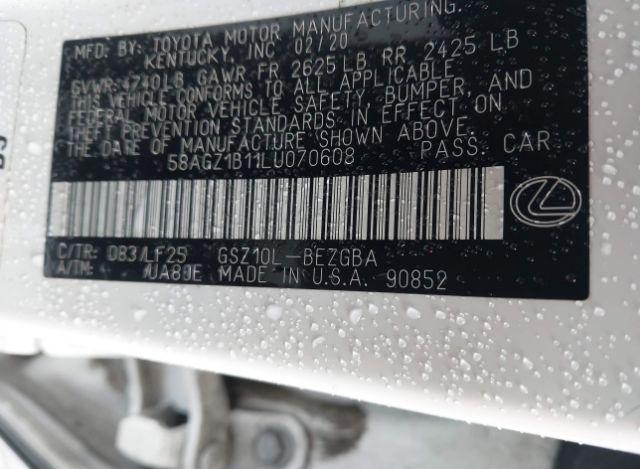 MFD. BY: TOYOTA MOTOR MANUFACTURING.
KENTUCKY, INC 02/20
GVWR: 4740LB GAWR FR 2625LB RR 2425LB
THIS VEHICLE CONFORMS TO ALL APPLICABLE
FEDERAL MOTOR VEHICLE SAFETY, BUMPER, AND
THEFT PREVENTION STANDARDS IN EFFECT ON
DATE OF MANUFACTURE SHOWN ABOVE.
58AGZ1B11LU070608 PASS. CAR
C/TR: 083/LF25 GSZ10L-BEZGBA
A/TM: /UA80E MADE IN U.S.A. 90852